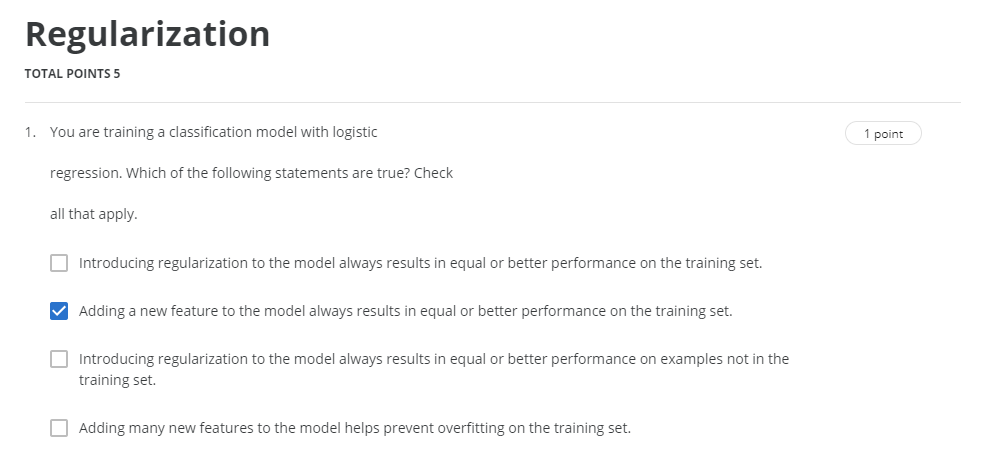 Regularization
TOTAL POINTS 5
1. You are training a classification model with logistic
1 point
regression. Which of the following statements are true? Check
all that apply.
Introducing regularization to the model always results in equal or better performance on the training set.
Adding a new feature to the model always results in equal or better performance on the training set.
Introducing regularization to the model always results in equal or better performance on examples not in the
training set.
Adding many new features to the model helps prevent overfitting on the training set.